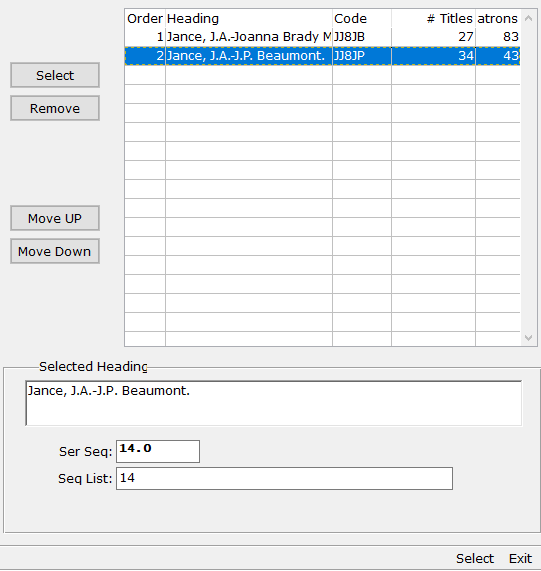 Order Heading Code # Titles atrons
1 Jance, J.A.-Joanna Brady M JJ8JB 27 83
2 Jance, J.A.-J.P. Beaumont. JJ8JP 34 43
Select
Remove
Move UP
Move Down
Selected Heading
Jance, J.A.-J.P. Beaumont.
Ser Seq: 14.0
Seq List: 14
Select Exit